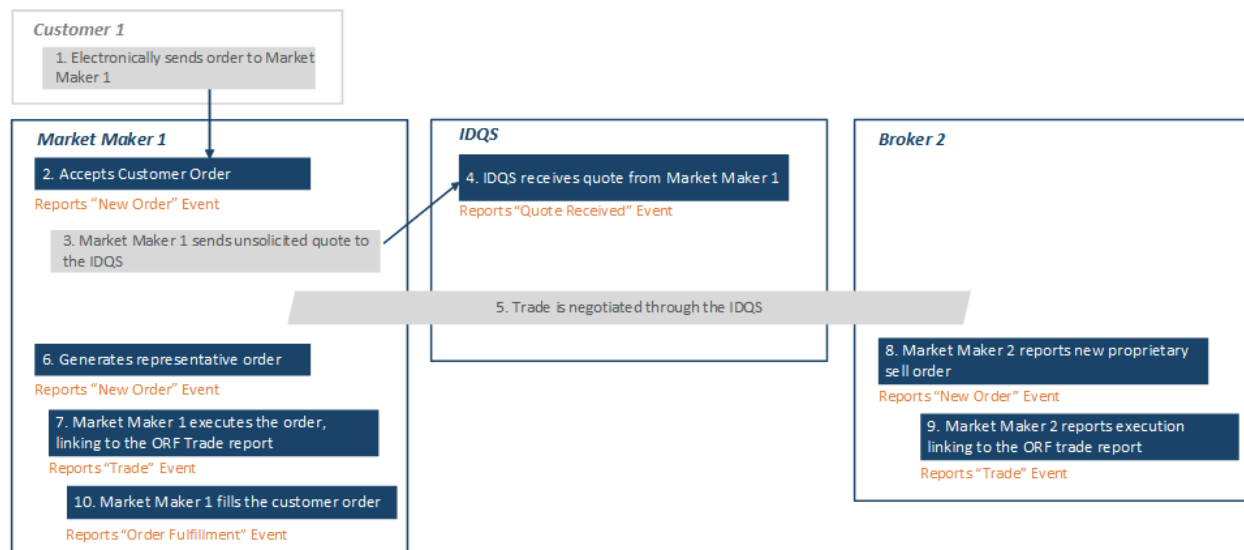 Customer 1
1. Electronically sends order to Market
Maker 1
Market Maker 1
2. Accepts Customer Order
Reports “New Order” Event
3. Market Maker 1 sends unsolicited quote to
the IDQS
IDQS
4. IDQS receives quote from Market Maker 1
Reports “Quote Received” Event
Broker 2
5. Trade is negotiated through the IDQS
6. Generates representative order
Reports “New Order” Event
7. Market Maker 1 executes the order,
linking to the ORF Trade report
Reports “Trade” Event
8. Market Maker 2 reports new proprietary
sell order
Reports “New Order” Event
9. Market Maker 2 reports execution
linking to the ORF trade report
Reports “Trade” Event
10. Market Maker 1 fills the customer order
Reports “Order Fulfillment” Event